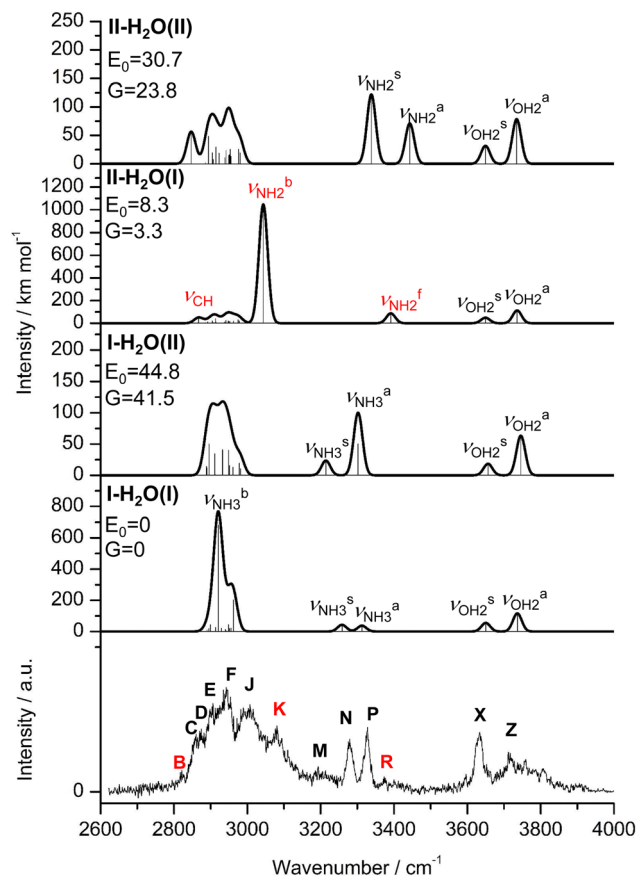 II-H₂O(II)
E₀=30.7
G=23.8
250
200
150
100
50
0
νNH2ˢ
νNH2ᵃ
νOH2ˢ
νOH2ᵃ
II-H₂O(I)
E₀=8.3
G=3.3
1000
800
600
400
200
0
νCH
νNH2ᵇ
νNH2ᶠ
νOH2ˢ
νOH2ᵃ
Intensity / km mol⁻¹
I-H₂O(II)
E₀=44.8
G=41.5
200
150
100
50
0
νNH3ˢ
νNH3ᵃ
νOH2ˢ
νOH2ᵃ
I-H₂O(I)
E₀=0
G=0
800
600
400
200
0
νNH3ᵇ
νNH3ˢ
νNH3ᵃ
νOH2ˢ
νOH2ᵃ
Intensity / a.u.
0
B C D E F J K M N P R X Z
2600 2800 3000 3200 3400 3600 3800 4000
Wavenumber / cm⁻¹